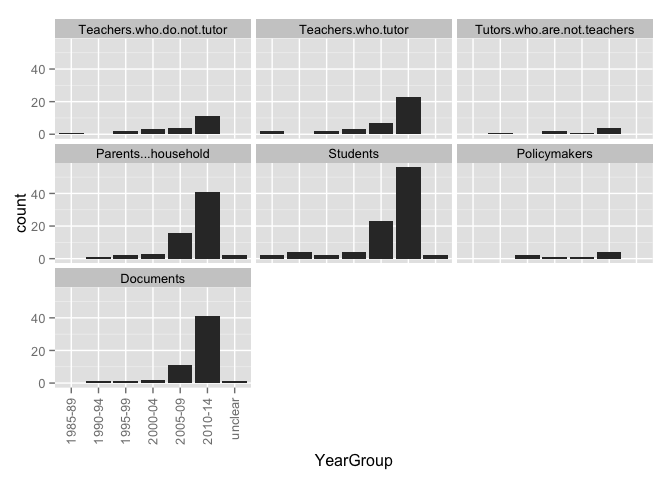 Teachers.who.do.not.tutor
Teachers.who.tutor
Tutors.who.are.not.teachers
40
20
0
Parents...household
Students
Policymakers
40
20
0
count
Documents
40
20
0
1985-89
1990-94
1995-99
2000-04
2005-09
2010-14
unclear
YearGroup